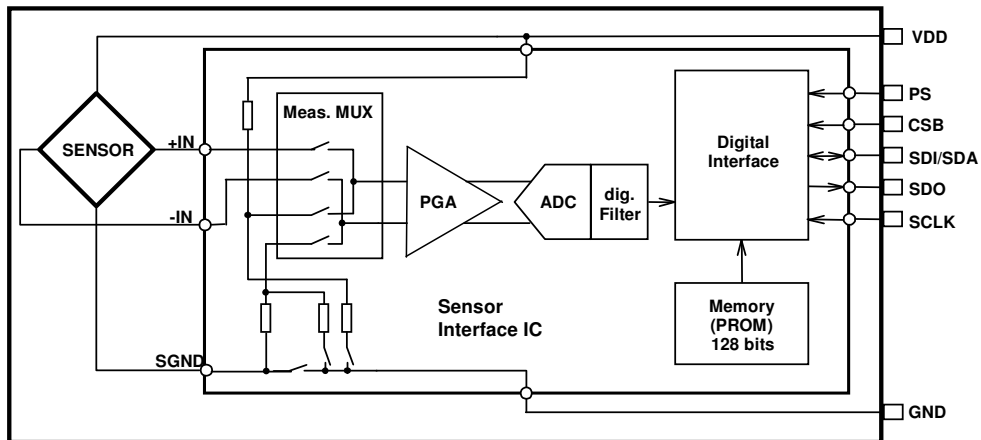 VDD
Meas. MUX
PS
+IN
SENSOR
Digital
Interface
CSB
SDI/SDA
PGA
ADC
dig.
Filter
SDO
-IN
SCLK
Sensor
Interface IC
Memory
(PROM)
128 bits
SGND
GND